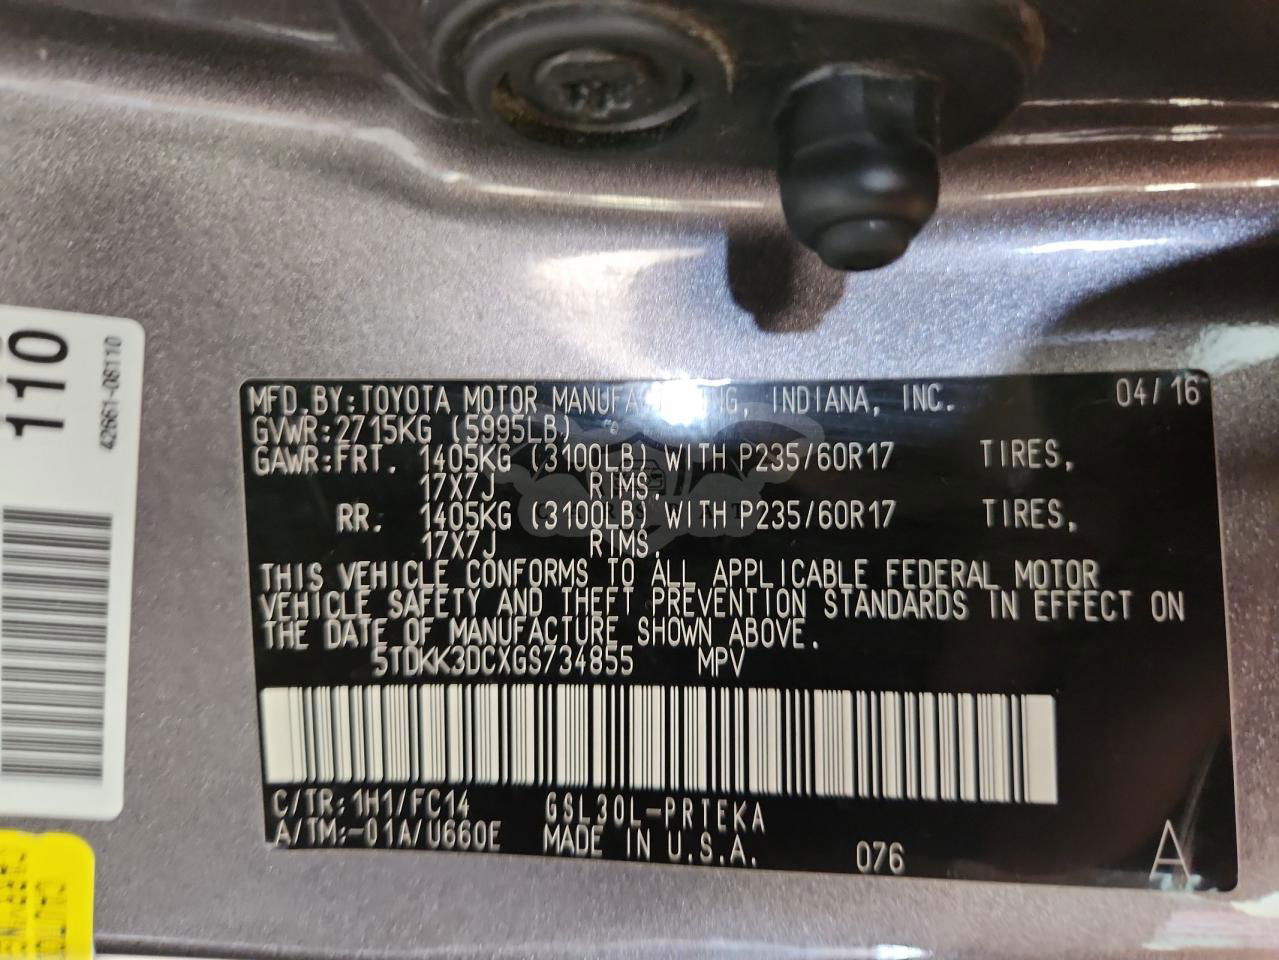 MFD.BY:TOYOTA MOTOR MANUFA NG, INDIANA, INC. 04/16
GVWR:2715KG (5995LB)
GAWR:FRT. 1405KG (3100LB) WITH P235/60R17 TIRES,
17X7J RIMS,
RR. 1405KG (3100LB) WITH P235/60R17 TIRES,
17X7J RIMS,
THIS VEHICLE CONFORMS TO ALL APPLICABLE FEDERAL MOTOR
VEHICLE SAFETY AND THEFT PREVENTION STANDARDS IN EFFECT ON
THE DATE OF MANUFACTURE SHOWN ABOVE.
5TDKK3DCXGS734855 MPV
C/TR:1H1/FC14 GSL30L-PRTEKA
A/TM:-01A/U660E MADE IN U.S.A. 076 A
110
42661-08110
CAUTION